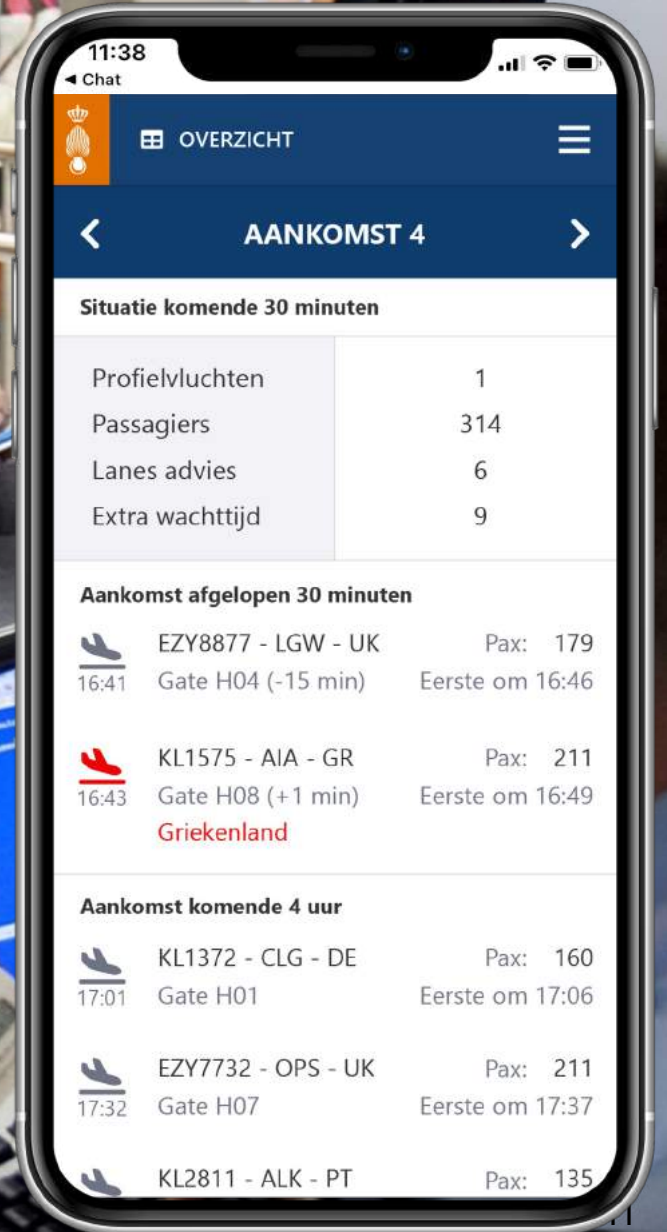 11:38
◀ Chat
OVERZICHT
AANKOMST 4
Situatie komende 30 minuten
Profielvluchten 1
Passagiers 314
Lanes advies 6
Extra wachttijd 9
Aankomst afgelopen 30 minuten
EZY8877 - LGW - UK Pax: 179
16:41 Gate H04 (-15 min) Eerste om 16:46
KL1575 - AIA - GR Pax: 211
16:43 Gate H08 (+1 min) Eerste om 16:49
Griekenland
Aankomst komende 4 uur
KL1372 - CLG - DE Pax: 160
17:01 Gate H01 Eerste om 17:06
EZY7732 - OPS - UK Pax: 211
17:32 Gate H07 Eerste om 17:37
KL2811 - ALK - PT Pax: 135